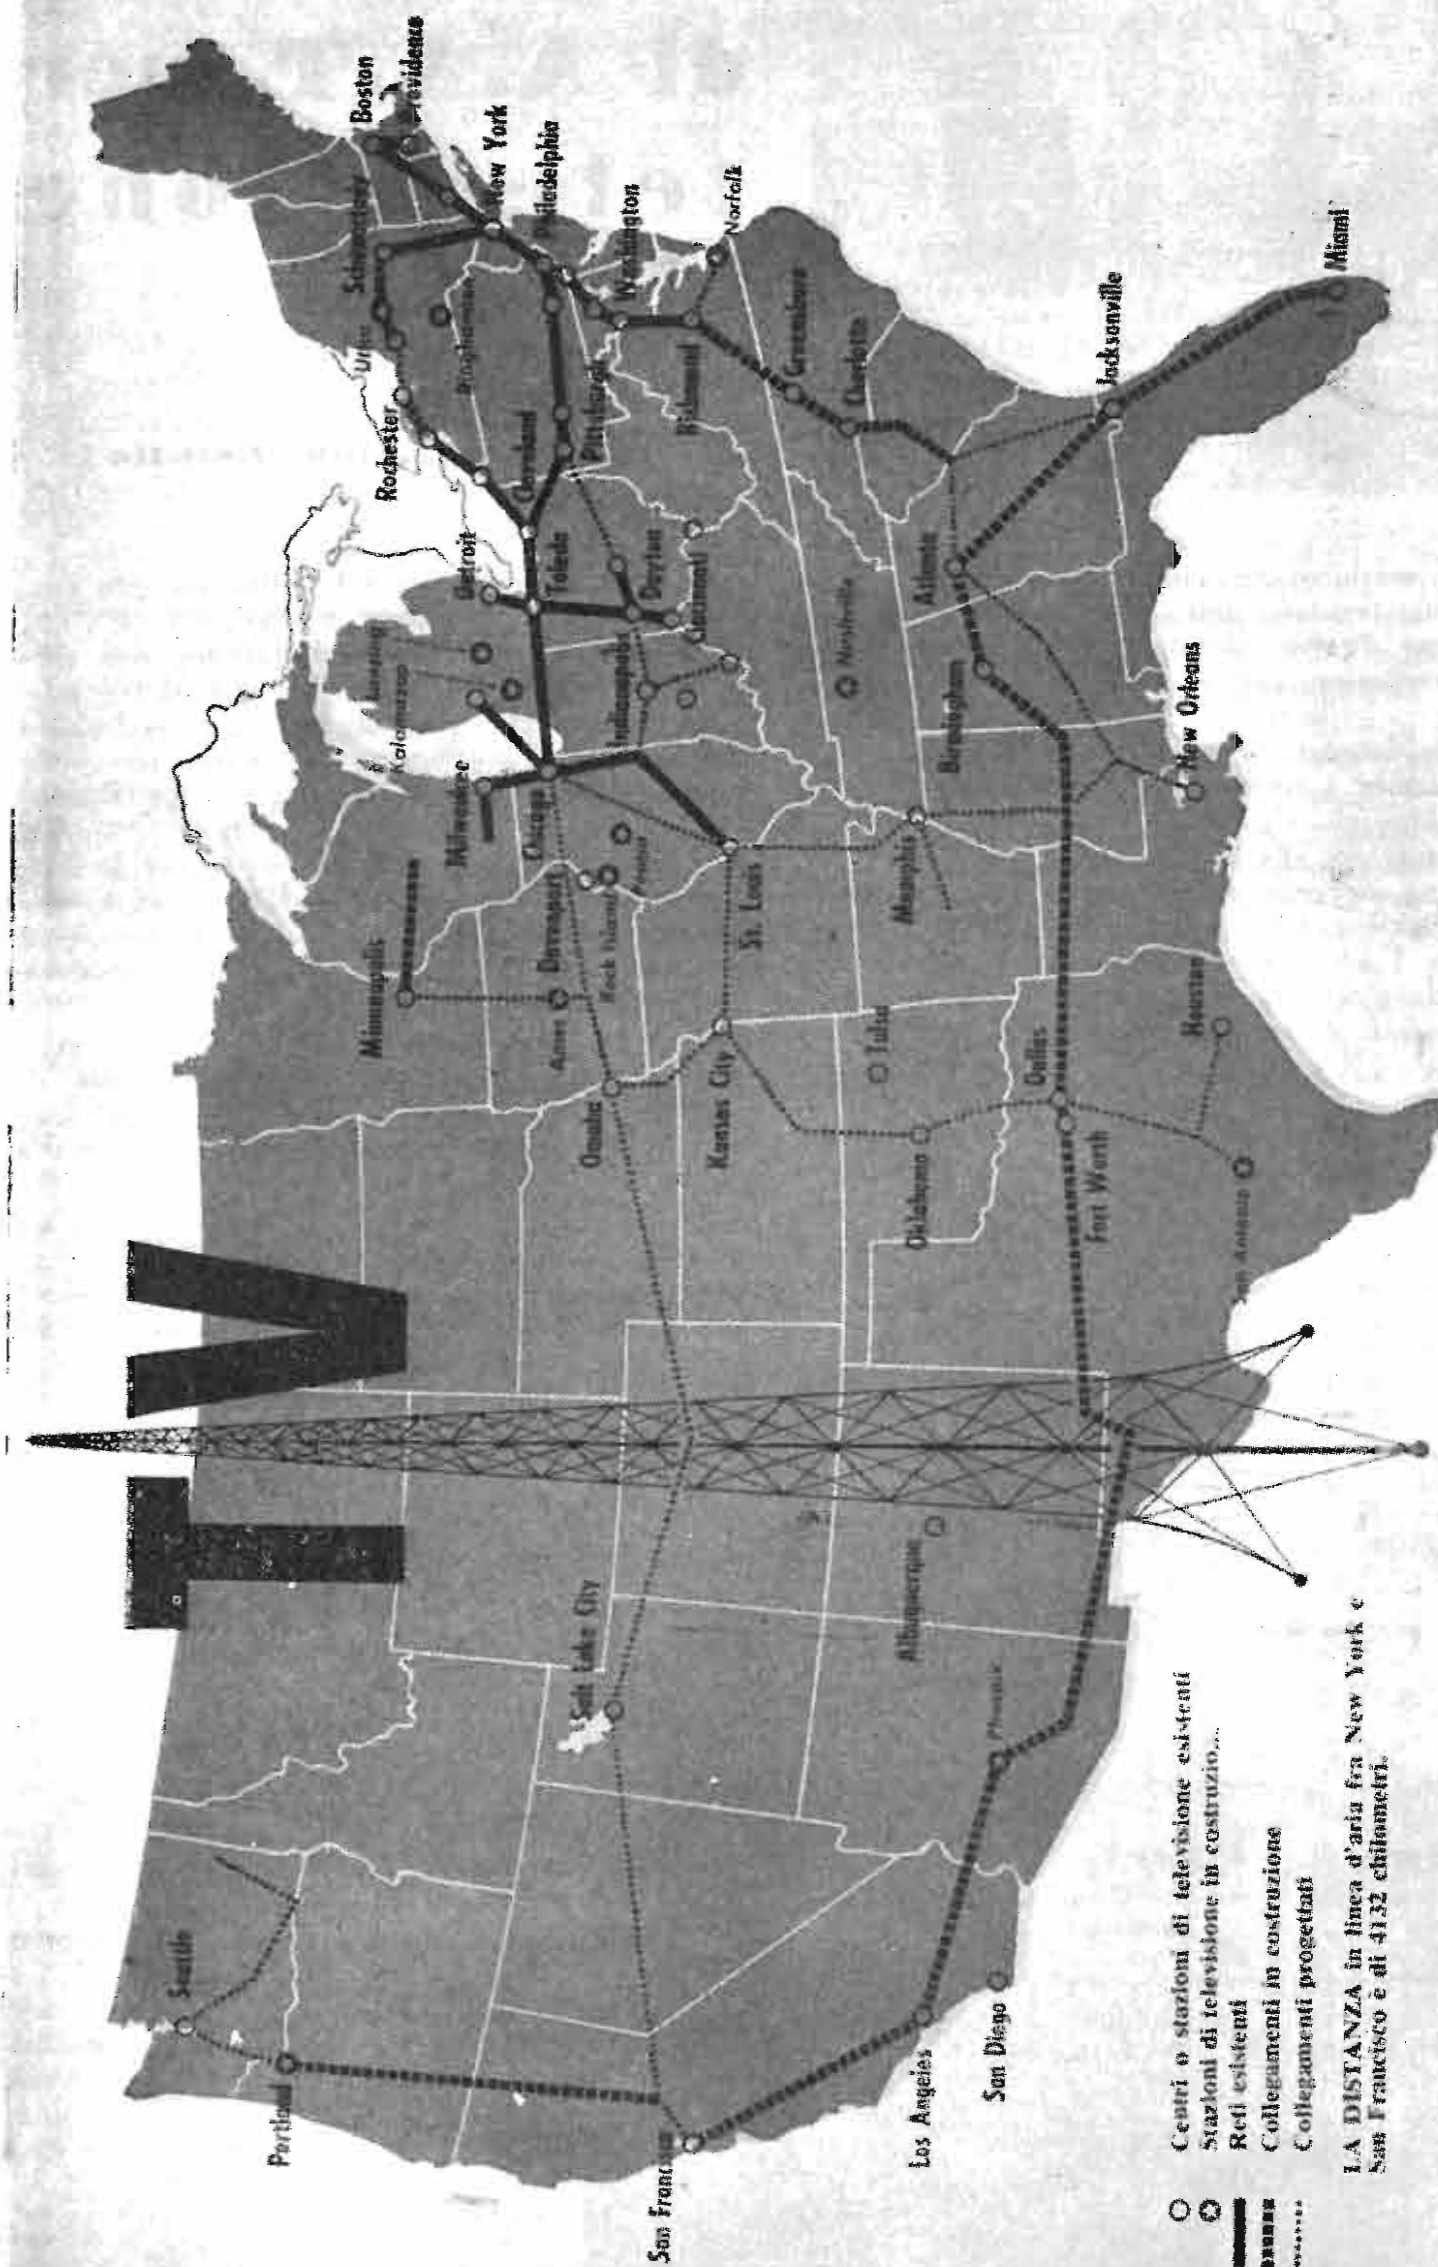 TV
Seattle
Portland
San Francisco
Los Angeles
San Diego
Salt Lake City
Phoenix
Albuquerque
Minneapolis
Ames
Omaha
Kansas City
Tulsa
Oklahoma
Dallas
Fort Worth
San Antonio
Houston
Milwaukee
Chicago
Davenport
Rock Island
St. Louis
Memphis
New Orleans
Birmingham
Atlanta
Nashville
Kalamazoo
Lansing
Detroit
Toledo
Dayton
Indianapolis
Cleveland
Pittsburgh
Rochester
Utica
Schenectady
Binghamton
Boston
New York
Washington
Norfolk
Richmond
Greensboro
Charlotte
Jacksonville
Miami
Centri o stazioni di televisione esistenti
Stazioni di televisione in costruzio...
Reti esistenti
Collegamenti in costruzione
Collegamenti progettati
LA DISTANZA in linea d'aria fra New York e
San Francisco è di 4132 chilometri.